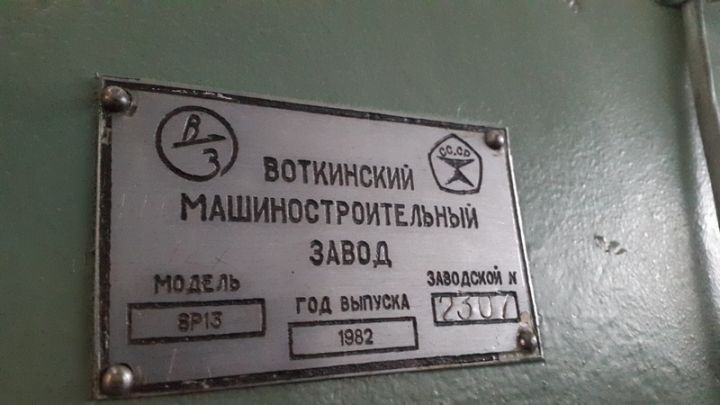 В/З
СССР
ВОТКИНСКИЙ
МАШИНОСТРОИТЕЛЬНЫЙ
ЗАВОД
МОДЕЛЬ
8Р13
ГОД ВЫПУСКА
1982
ЗАВОДСКОЙ N
2307